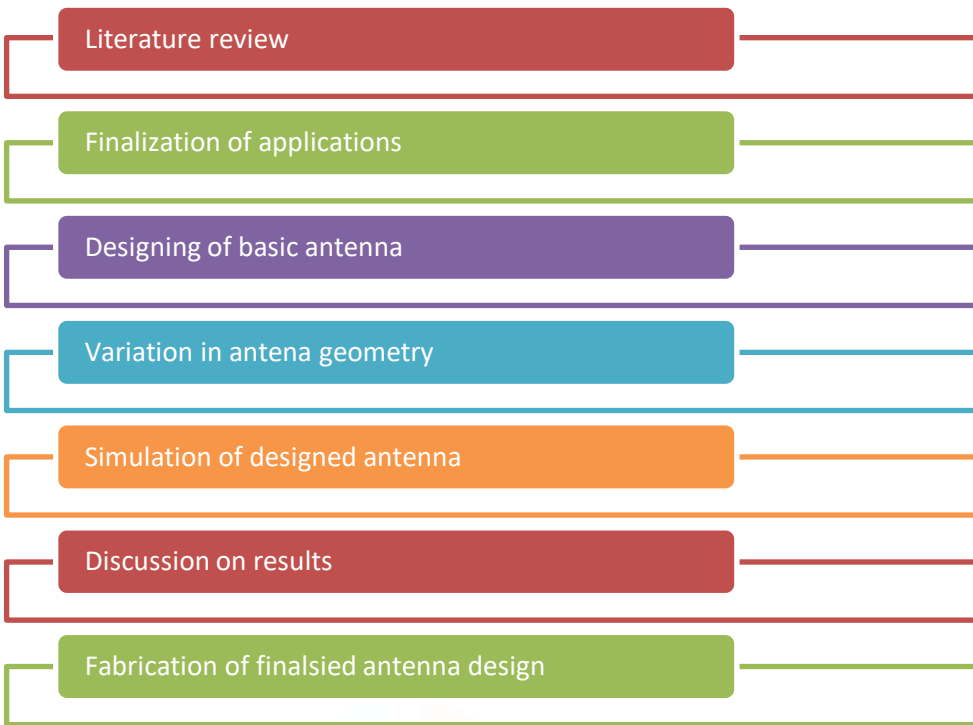 Literature review
Finalization of applications
Designing of basic antenna
Variation in antena geometry
Simulation of designed antenna
Discussion on results
Fabrication of finalsied antenna design